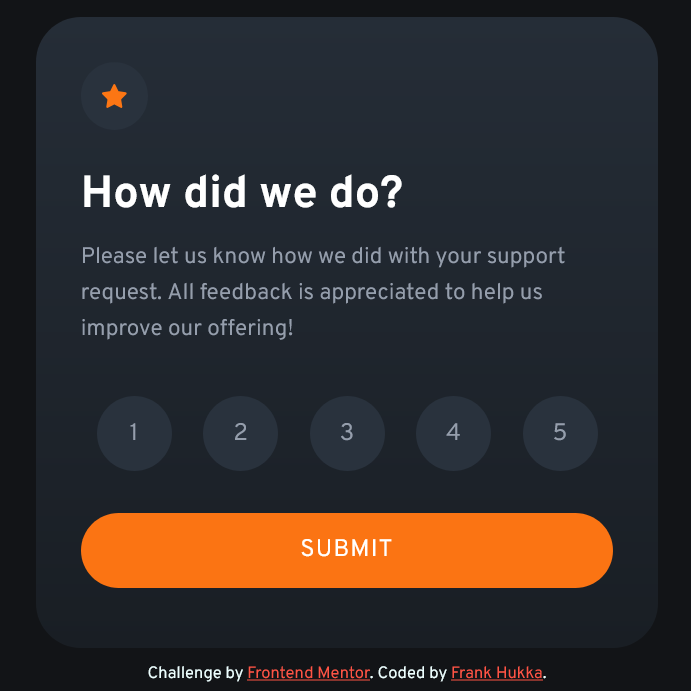 How did we do?
Please let us know how we did with your support
request. All feedback is appreciated to help us
improve our offering!
1 2 3 4 5
SUBMIT
Challenge by Frontend Mentor. Coded by Frank Hukka.